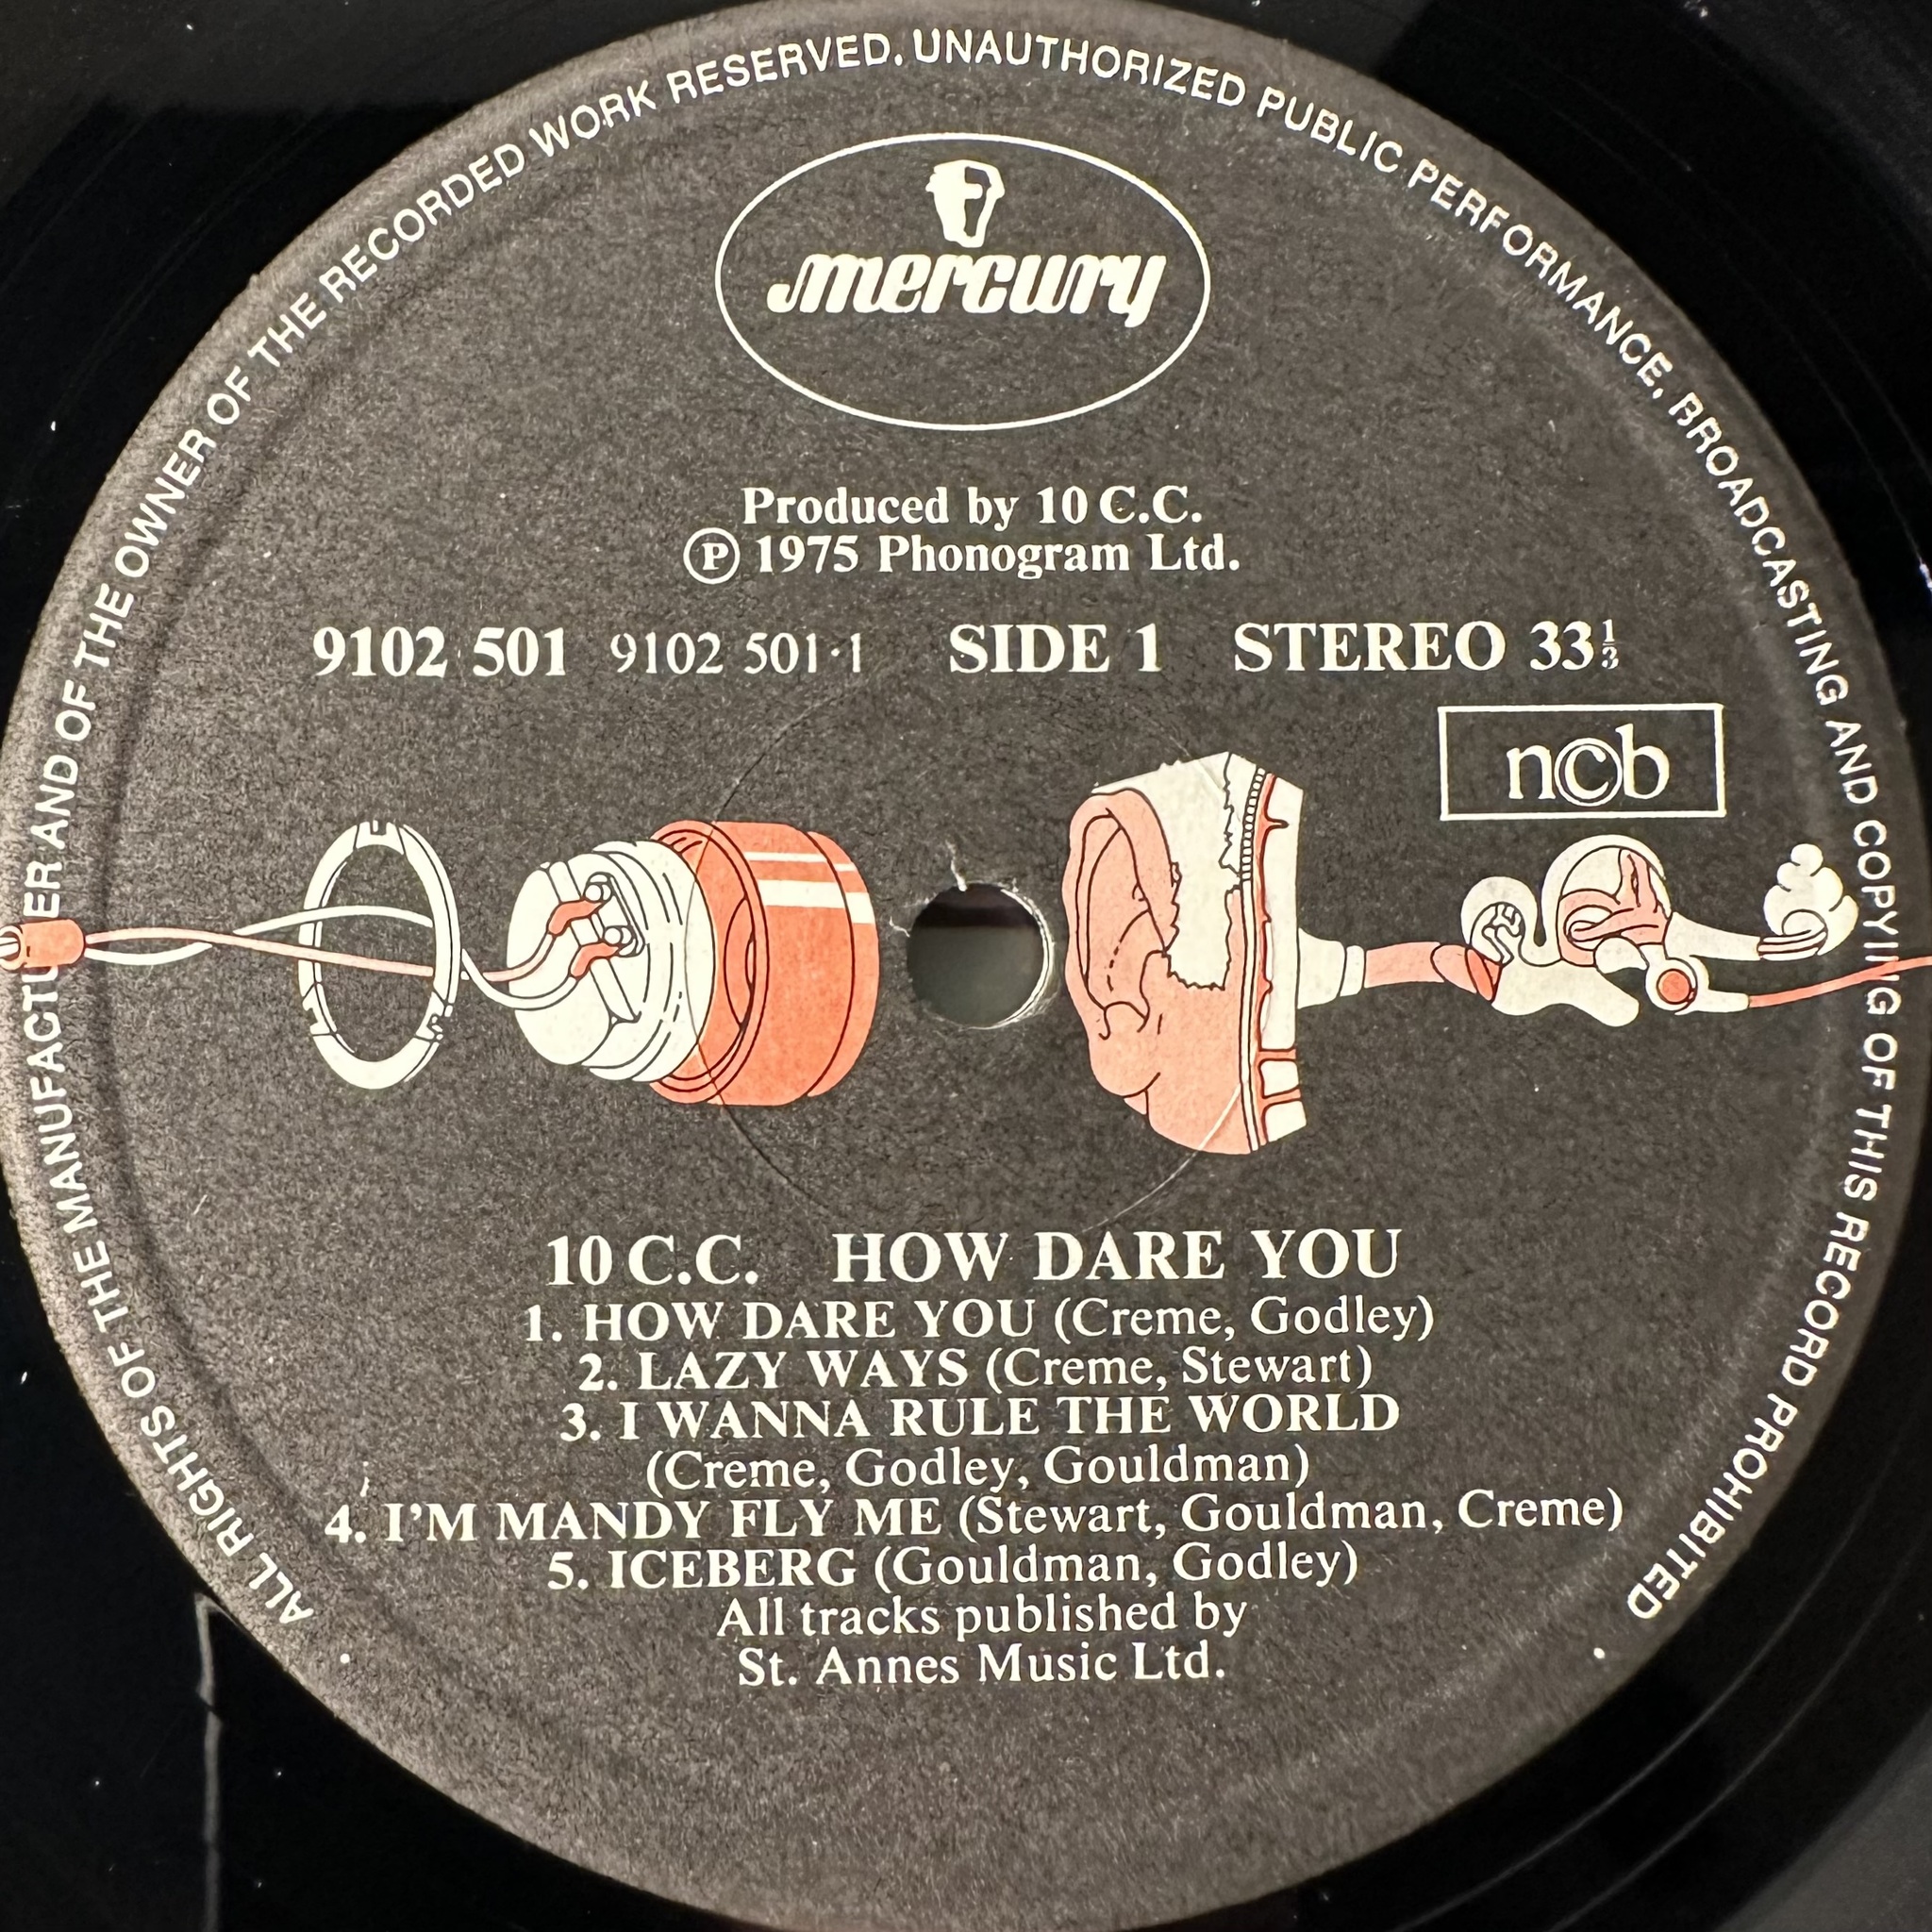 ALL RIGHTS OF THE MANUFACTURER AND OF THE OWNER OF THE RECORDED WORK RESERVED. UNAUTHORIZED PUBLIC PERFORMANCE, BROADCASTING AND COPYING OF THIS RECORD PROHIBITED
mercury
Produced by 10 C.C.
Ⓟ 1975 Phonogram Ltd.
9102 501 9102 501·1 SIDE 1 STEREO 33⅓
n©b
10 C.C. HOW DARE YOU
1. HOW DARE YOU (Creme, Godley)
2. LAZY WAYS (Creme, Stewart)
3. I WANNA RULE THE WORLD
(Creme, Godley, Gouldman)
4. I'M MANDY FLY ME (Stewart, Gouldman, Creme)
5. ICEBERG (Gouldman, Godley)
All tracks published by
St. Annes Music Ltd.